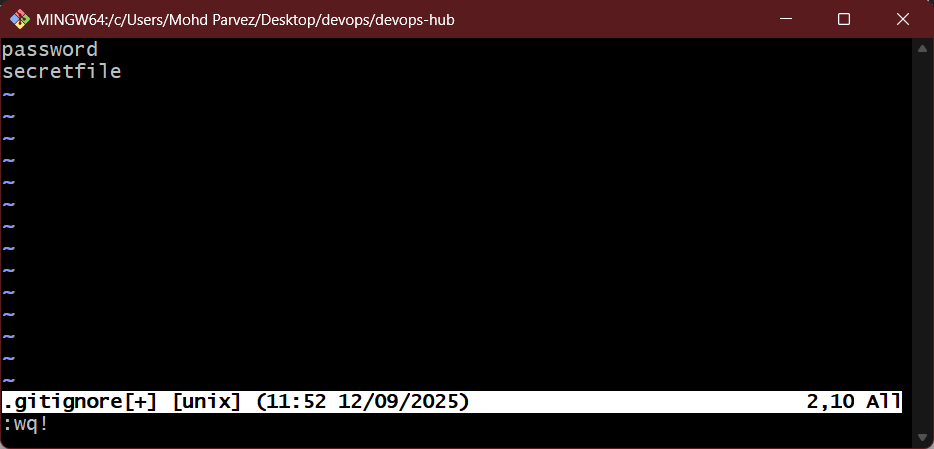 MINGW64:/c/Users/Mohd Parvez/Desktop/devops/devops-hub
password
secretfile
~
~
~
~
~
~
~
~
~
~
~
~
~
~
.gitignore[+] [unix] (11:52 12/09/2025) 2,10 All
:wq!